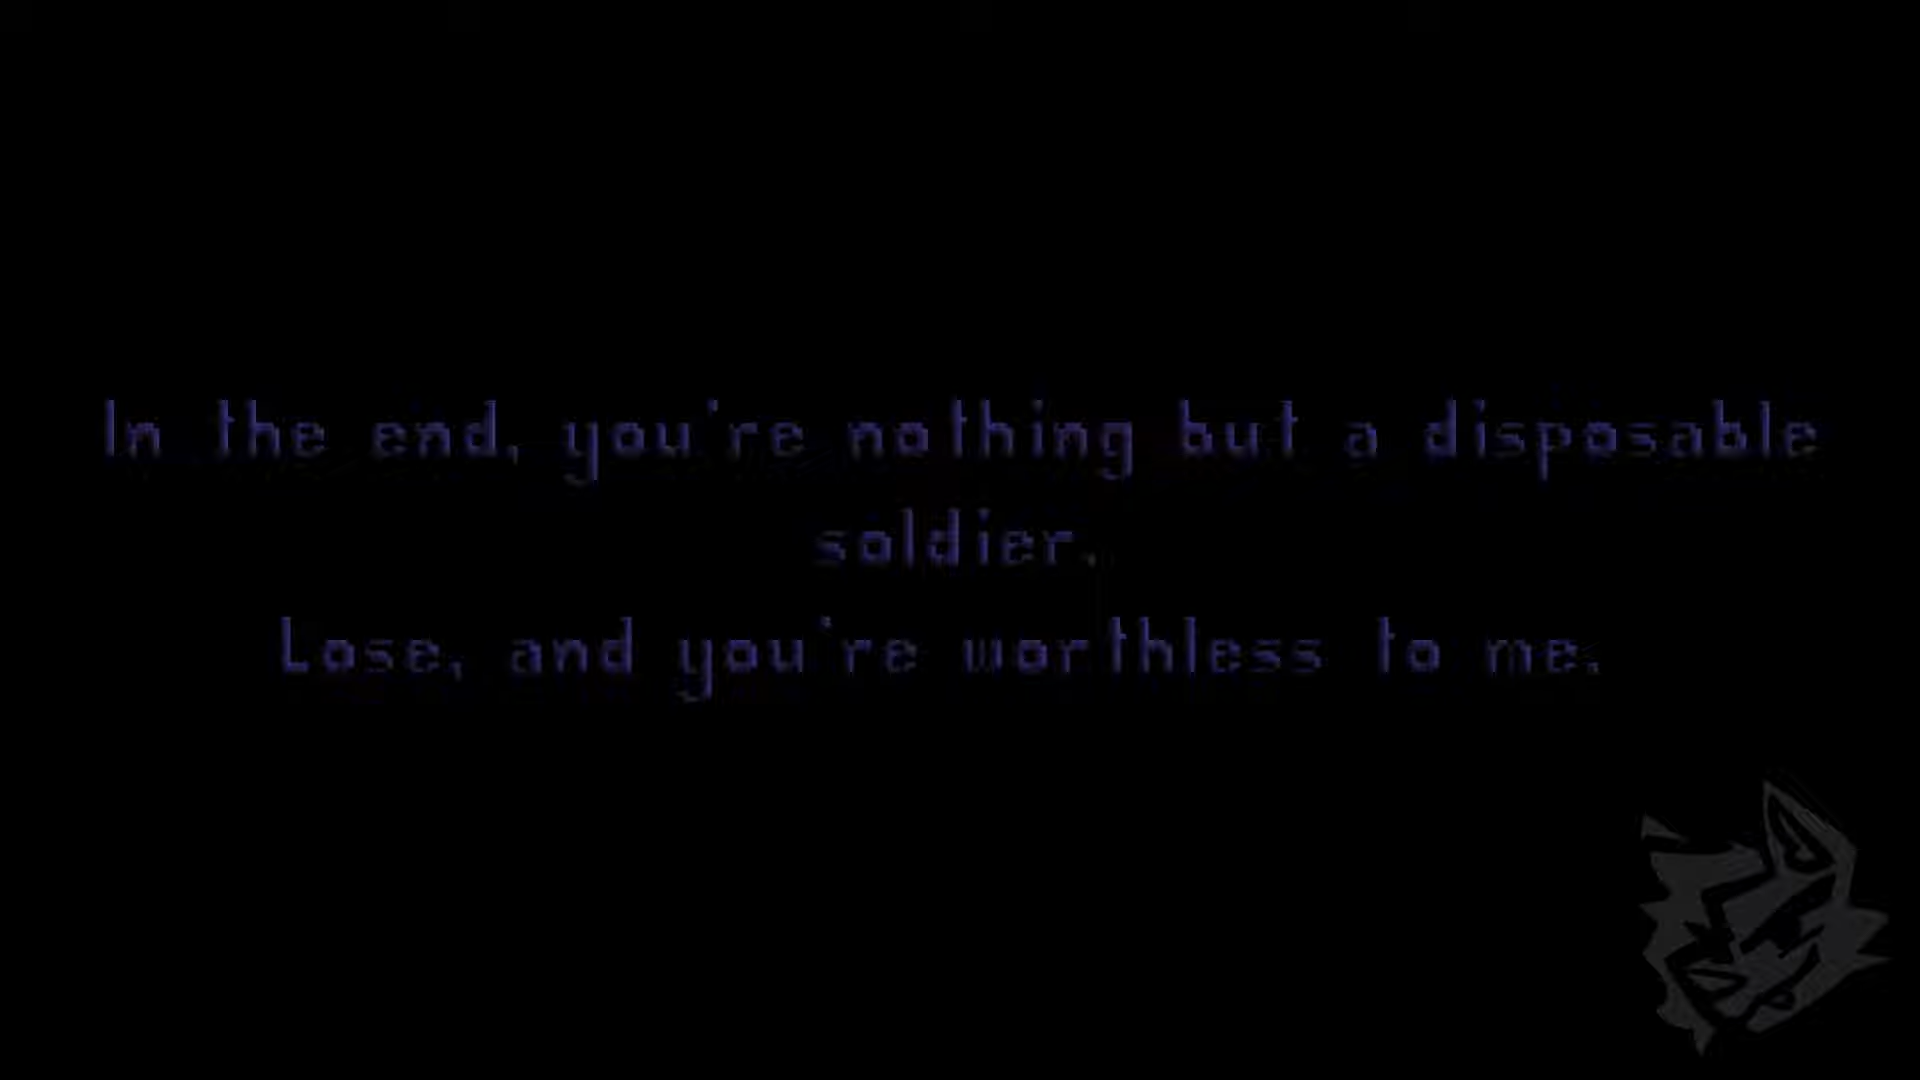 In the end, you're nothing but a disposable
soldier.
Lose, and you're worthless to me.